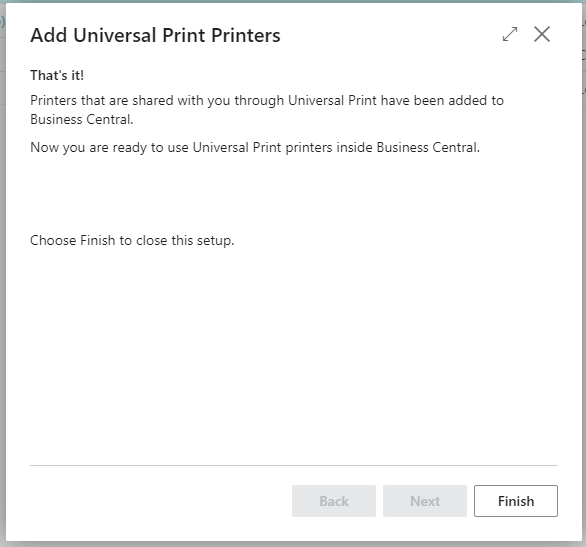 Add Universal Print Printers
That's it!
Printers that are shared with you through Universal Print have been added to
Business Central.
Now you are ready to use Universal Print printers inside Business Central.
Choose Finish to close this setup.
Back
Next
Finish